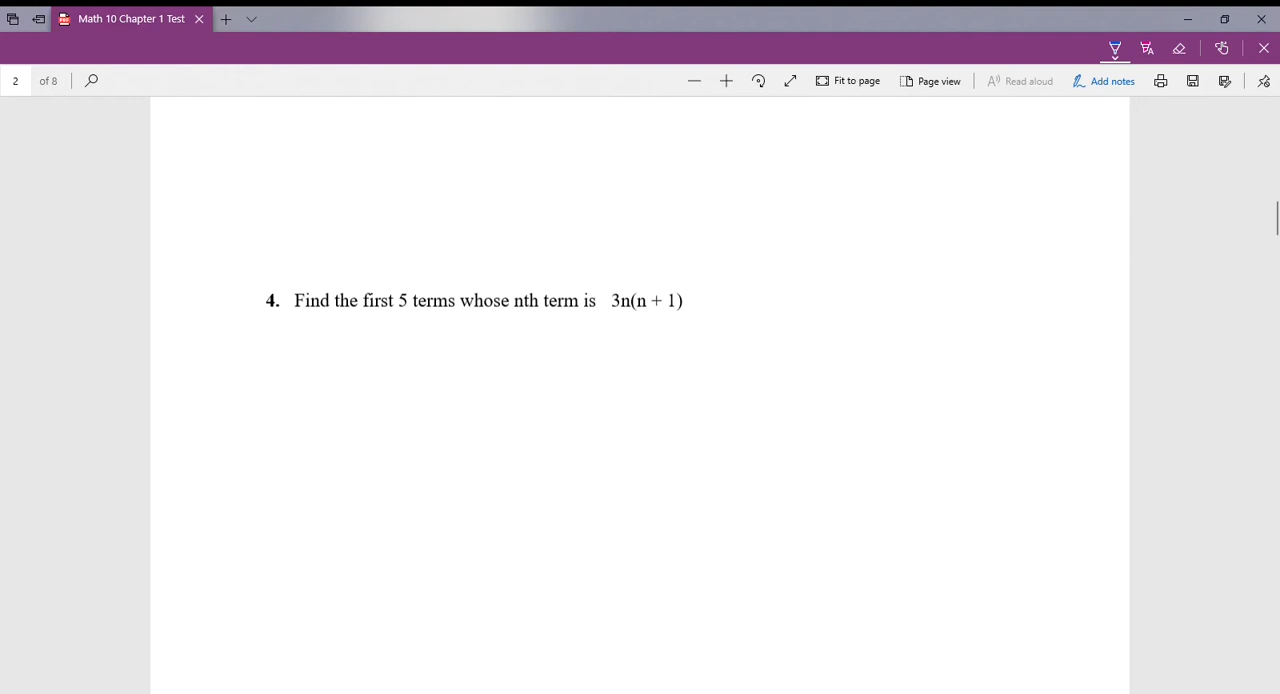 Math 10 Chapter 1 Test
2 of 8
Fit to page
Page view
Read aloud
Add notes
4. Find the first 5 terms whose nth term is 3n(n + 1)